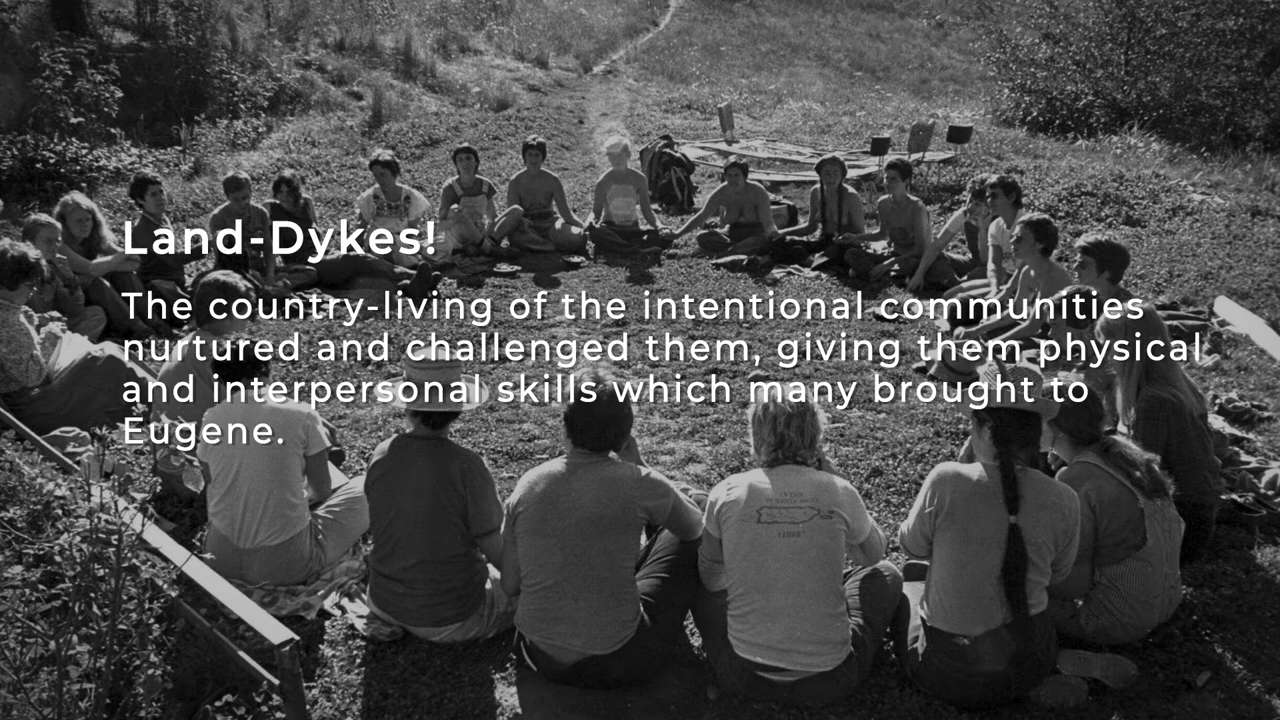 Land-Dykes!
The country-living of the intentional communities
nurtured and challenged them, giving them physical
and interpersonal skills which many brought to
Eugene.
LIBRE!